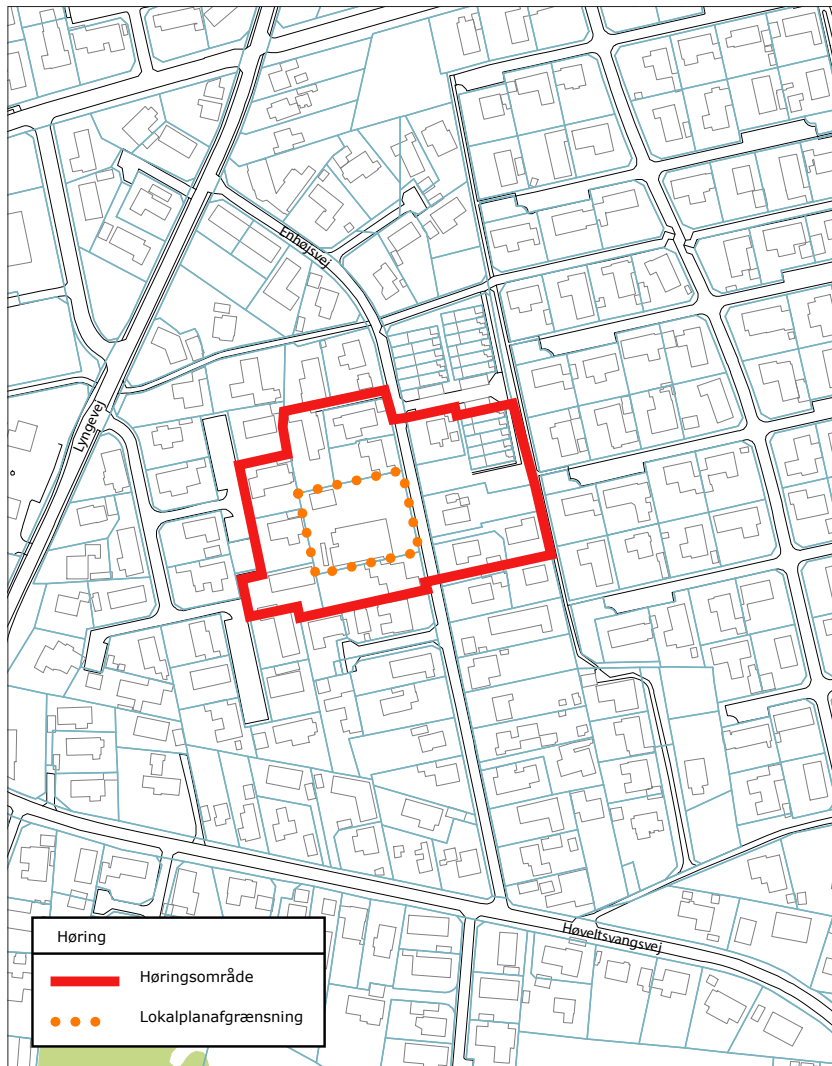 Enhøjsvej
Lyngevej
Høveltsvangsvej
Høring
Høringsområde
Lokalplanafgrænsning